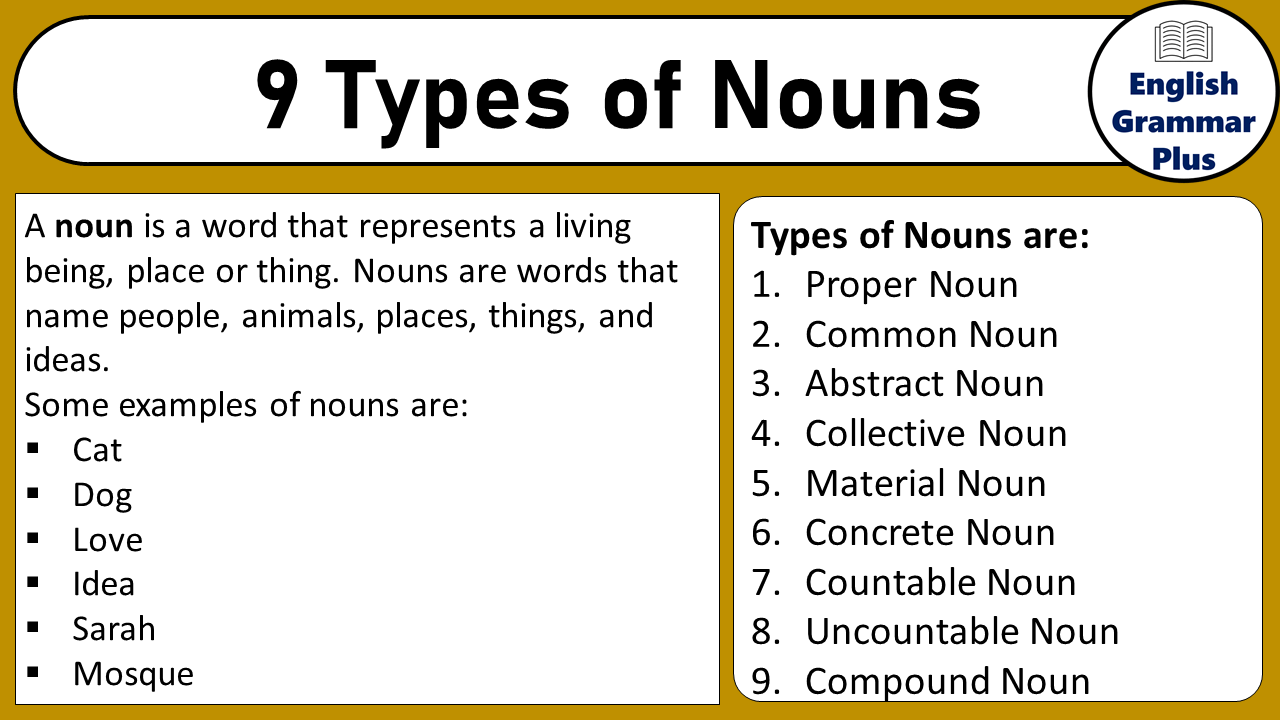 9 Types of Nouns
English
Grammar
Plus
A noun is a word that represents a living
being, place or thing. Nouns are words that
name people, animals, places, things, and
ideas.
Some examples of nouns are:
▪ Cat
▪ Dog
▪ Love
▪ Idea
▪ Sarah
▪ Mosque
Types of Nouns are:
1. Proper Noun
2. Common Noun
3. Abstract Noun
4. Collective Noun
5. Material Noun
6. Concrete Noun
7. Countable Noun
8. Uncountable Noun
9. Compound Noun